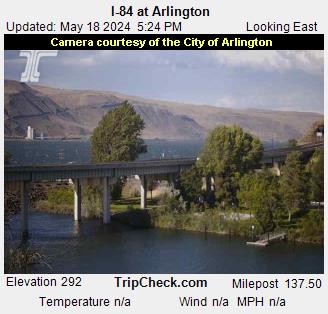 I-84 at Arlington
Updated: May 18 2024 5:24 PM Looking East
Camera courtesy of the City of Arlington
Elevation 292 TripCheck.com Milepost 137.50
Temperature n/a Wind n/a MPH n/a